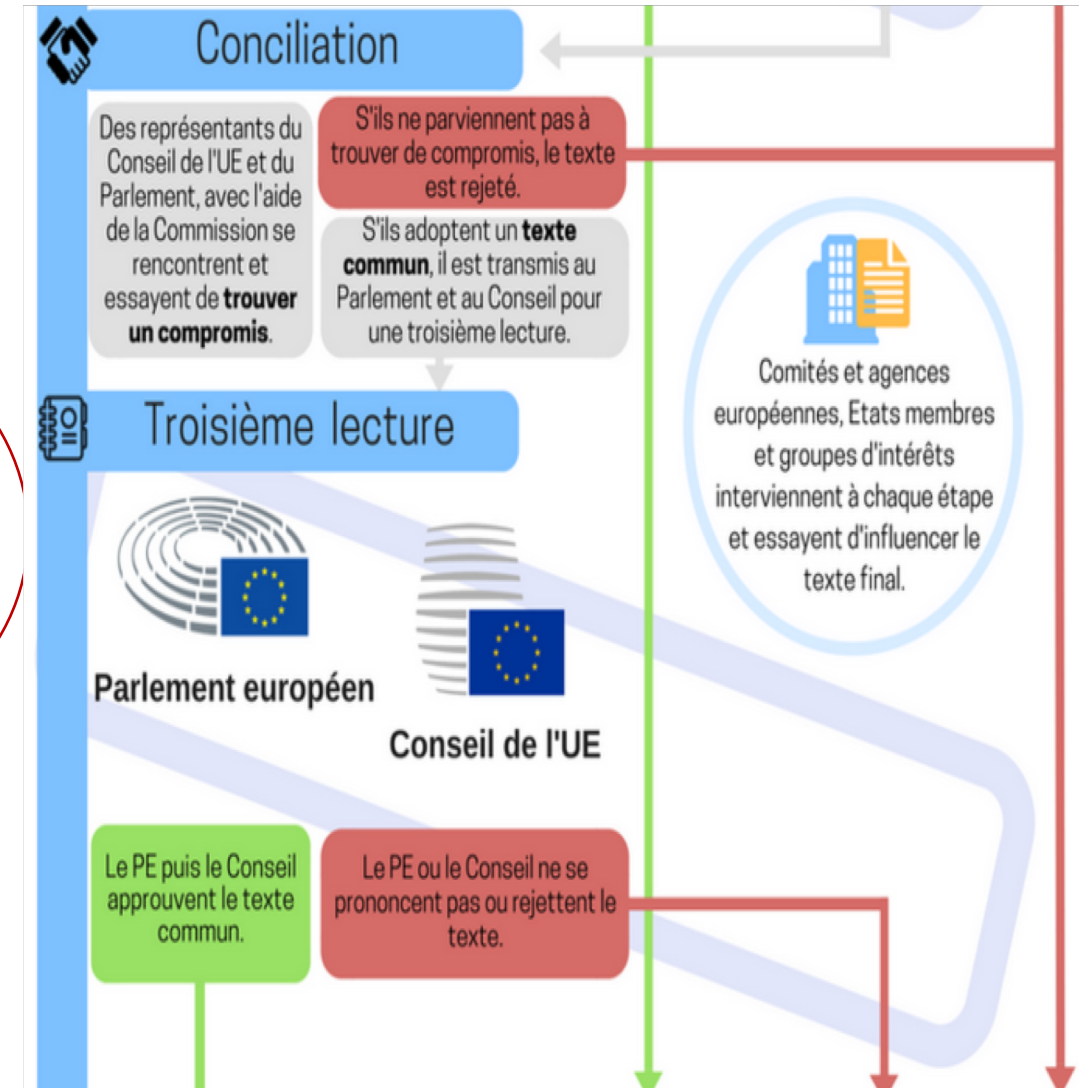 Conciliation
Des représentants du
Conseil de l'UE et du
Parlement, avec l'aide
de la Commission se
rencontrent et
essayent de trouver
un compromis.
S'ils ne parviennent pas à
trouver de compromis, le texte
est rejeté.
S'ils adoptent un texte
commun, il est transmis au
Parlement et au Conseil pour
une troisième lecture.
Comités et agences
européennes, Etats membres
et groupes d'intérêts
interviennent à chaque étape
et essayent d'influencer le
texte final.
Troisième lecture
Parlement européen
Conseil de l'UE
Le PE puis le Conseil
approuvent le texte
commun.
Le PE ou le Conseil ne se
prononcent pas ou rejettent le
texte.